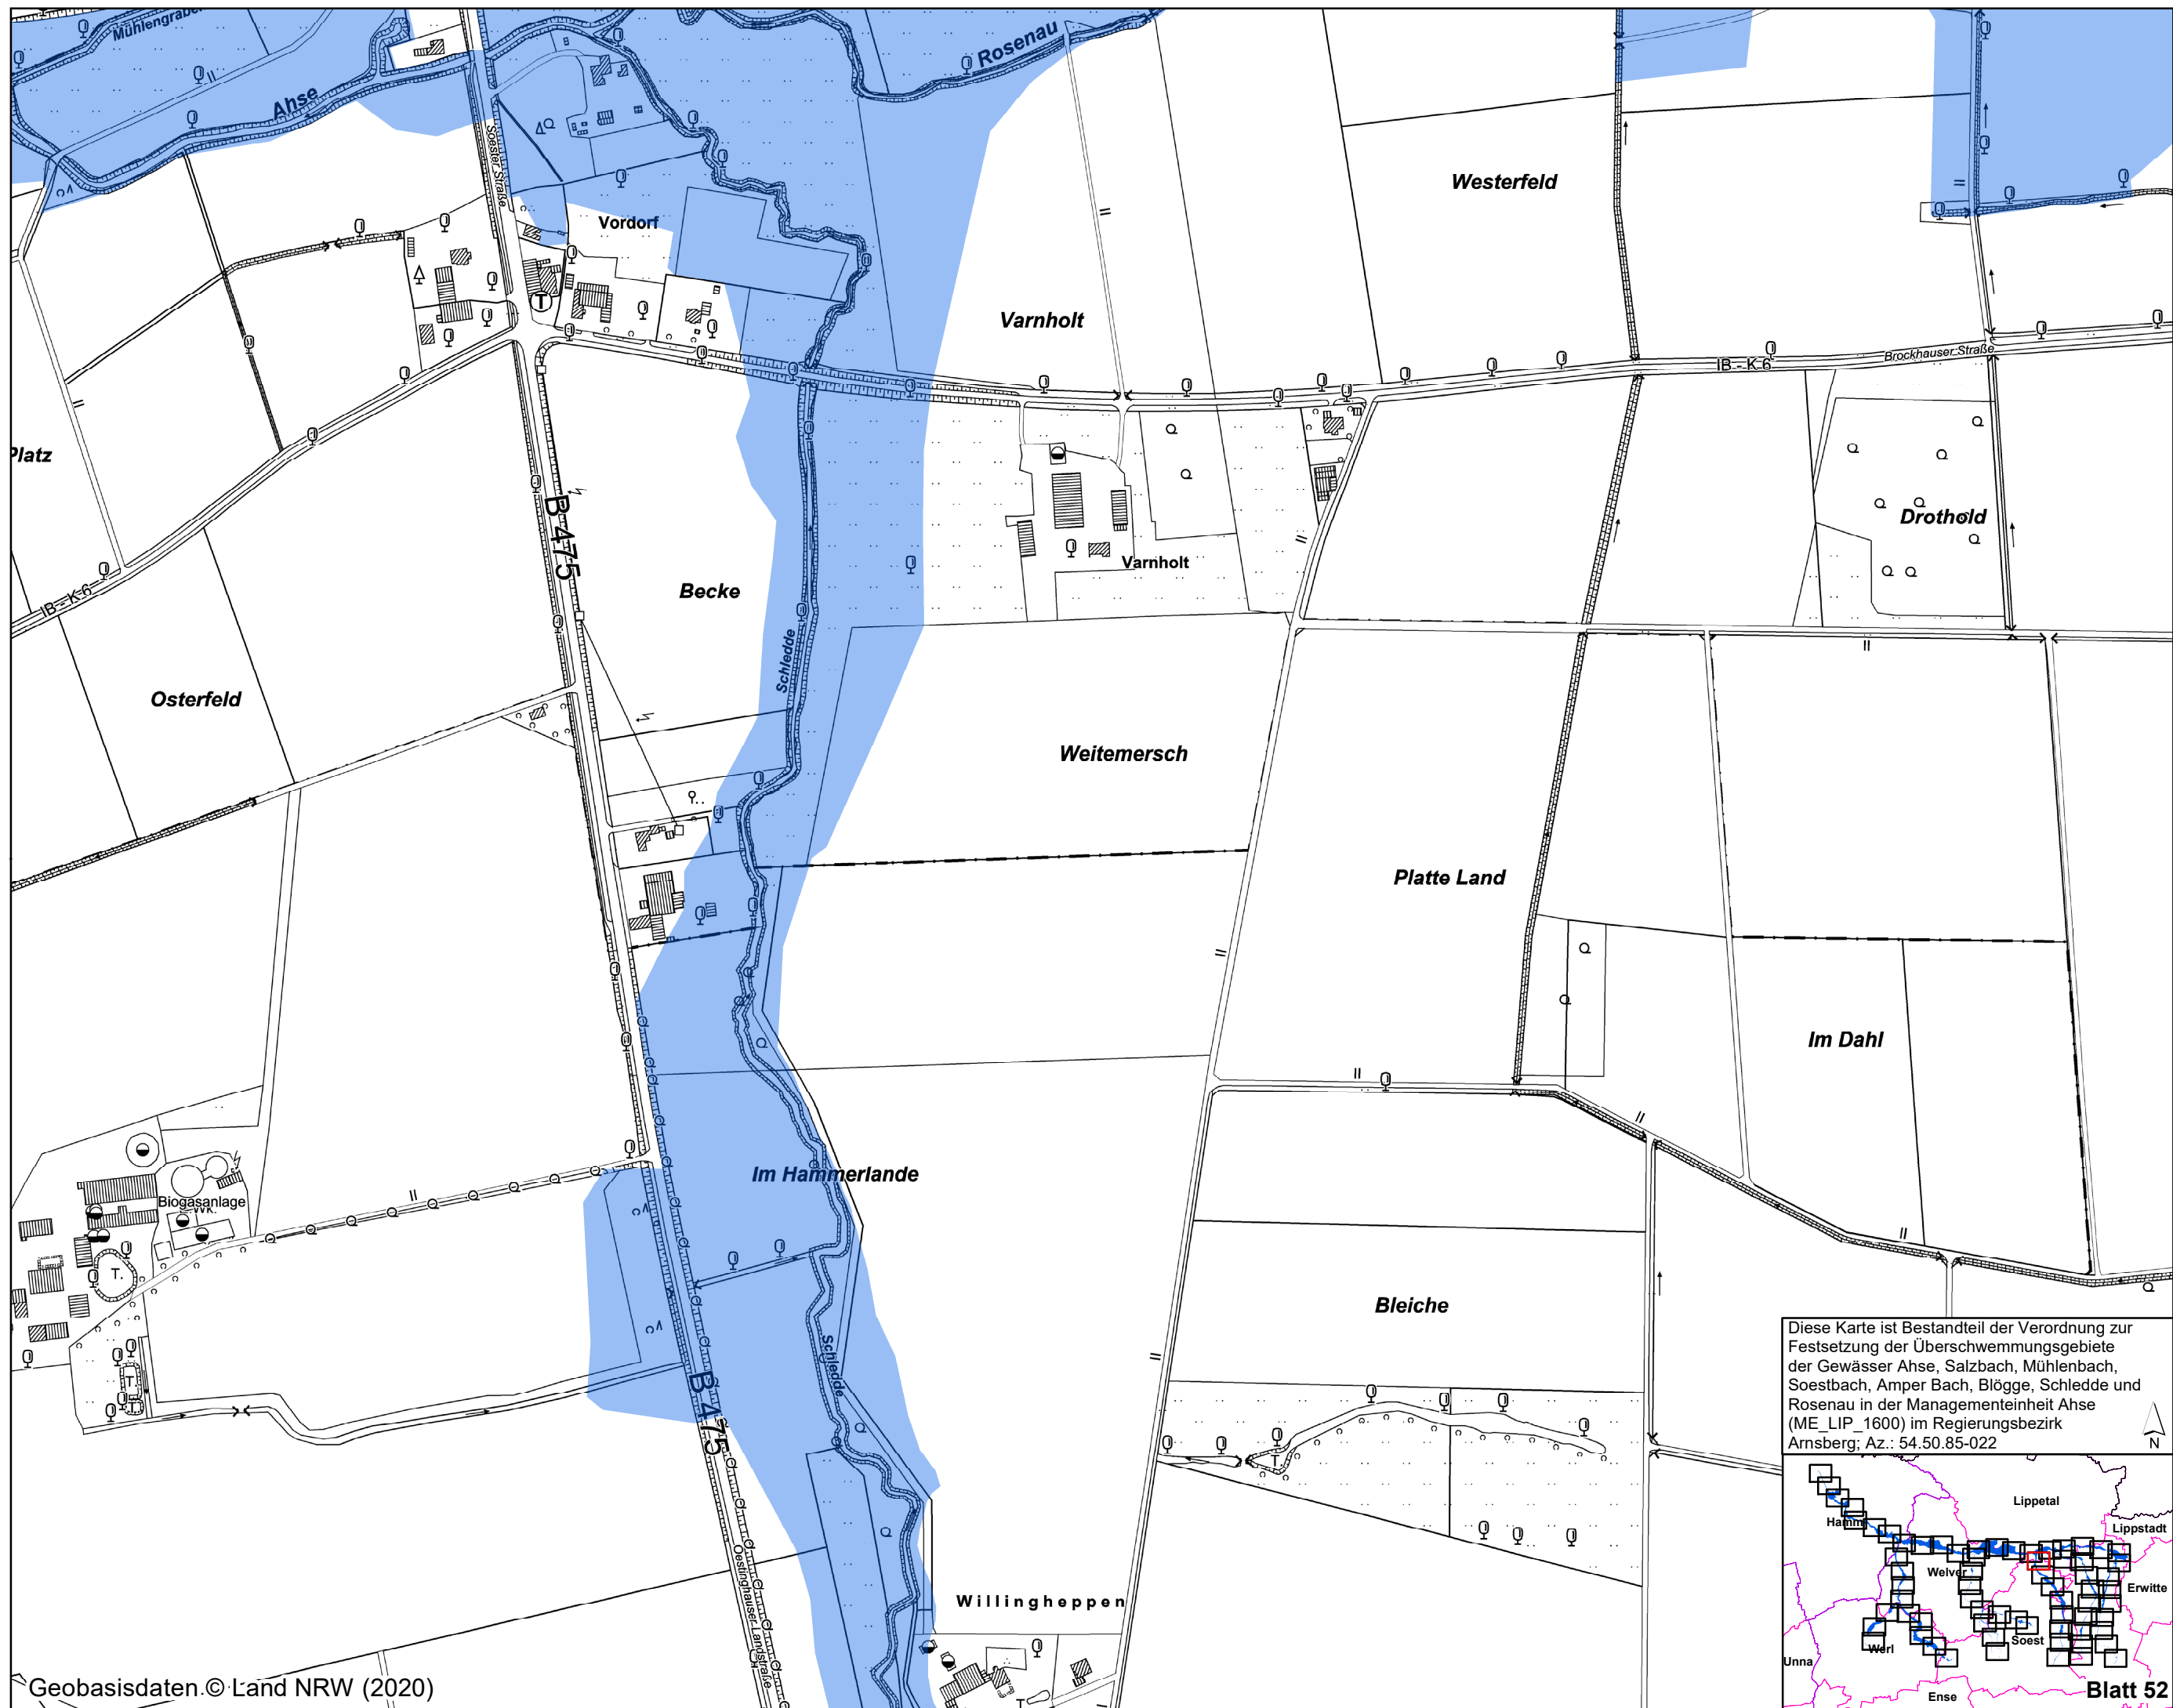 Mühlengraben
Rosenau
Ahse
Soester Straße
Westerfeld
Vordorf
T
Varnholt
Brockhauser Straße
IB - K 6
Platz
B 475
Drothold
Varnholt
Becke
IB - K 6
Schledde
Osterfeld
Weitemersch
Platte Land
Im Dahl
Im Hammerlande
Biogasanlage
Wk.
T.
Bleiche
Schledde
T.
T.
B 475
T.
Oestinghauser Landstraße
Willingheppen
T
Diese Karte ist Bestandteil der Verordnung zur
Festsetzung der Überschwemmungsgebiete
der Gewässer Ahse, Salzbach, Mühlenbach,
Soestbach, Amper Bach, Blögge, Schledde und
Rosenau in der Managementeinheit Ahse
(ME_LIP_1600) im Regierungsbezirk
Arnsberg; Az.: 54.50.85-022
N
Lippetal
Hamm
Lippstadt
Welver
Erwitte
Soest
Werl
Unna
Ense
Blatt 52
Geobasisdaten © Land NRW (2020)